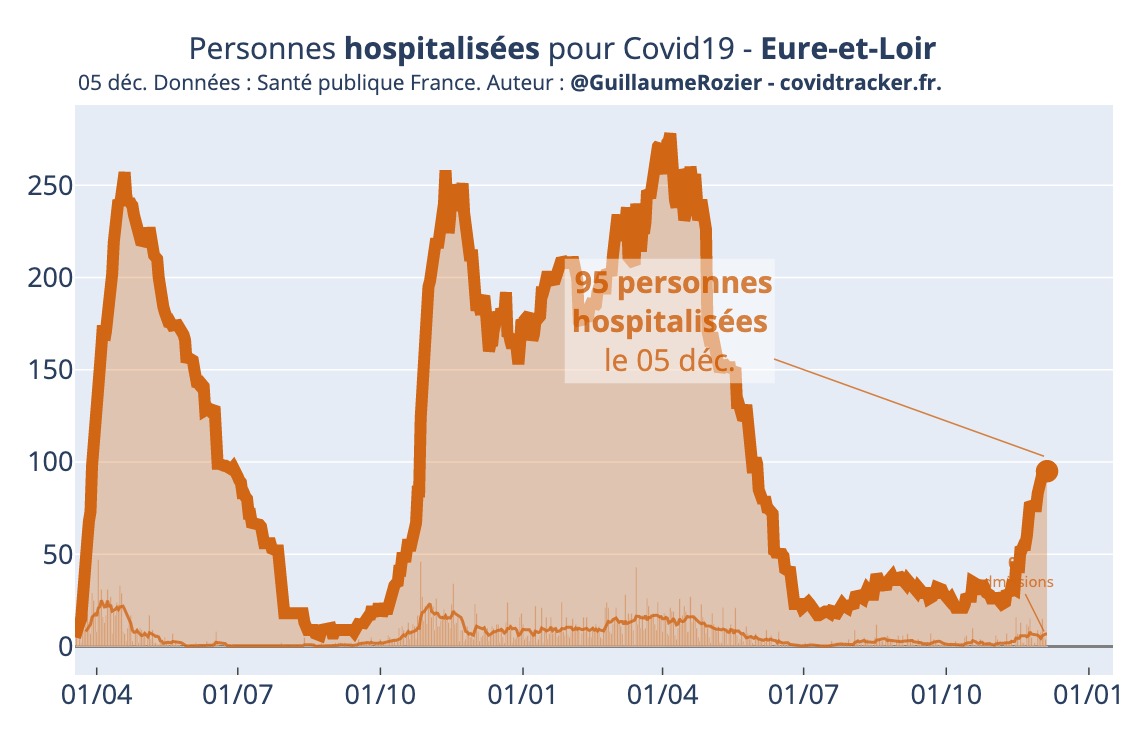 Personnes hospitalisées pour Covid19 - Eure-et-Loir
05 déc. Données : Santé publique France. Auteur : @GuillaumeRozier - covidtracker.fr.
250
200
150
100
50
0
95 personnes
hospitalisées
le 05 déc.
01/04 01/07 01/10 01/01 01/04 01/07 01/10 01/01